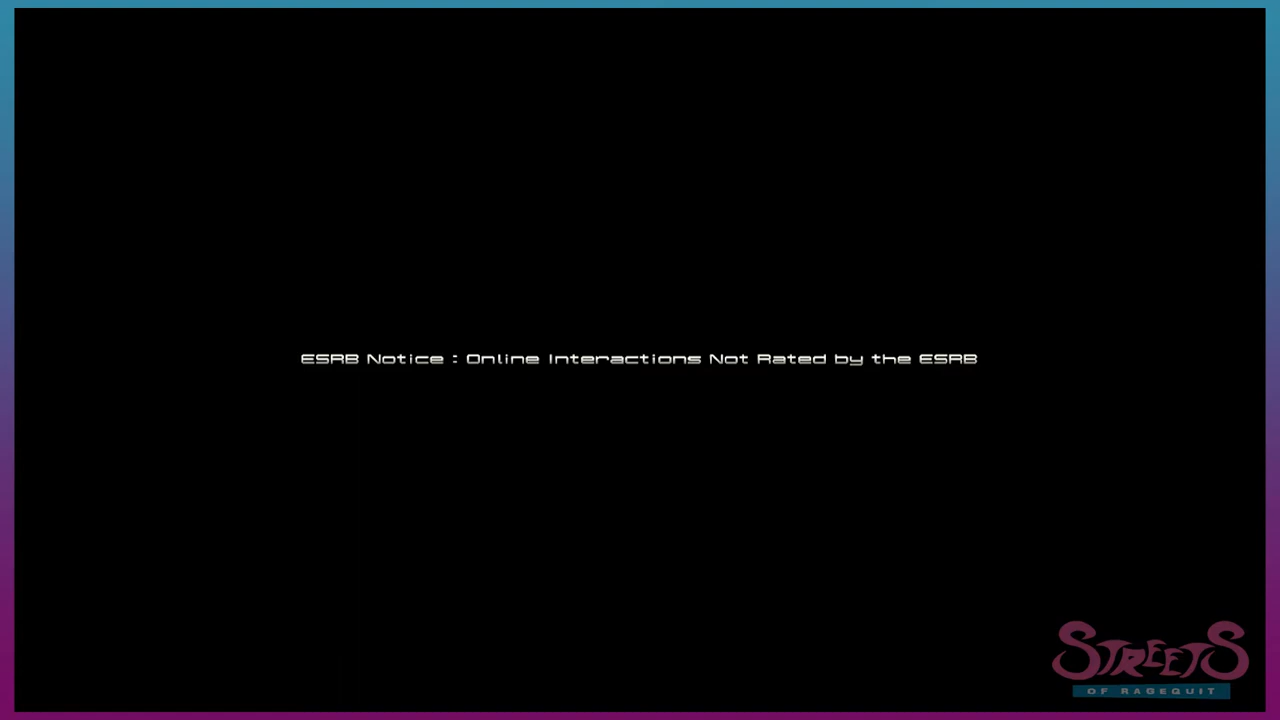 ESRB Notice : Online Interactions Not Rated by the ESRB
STREETS
OF RAGEQUIT